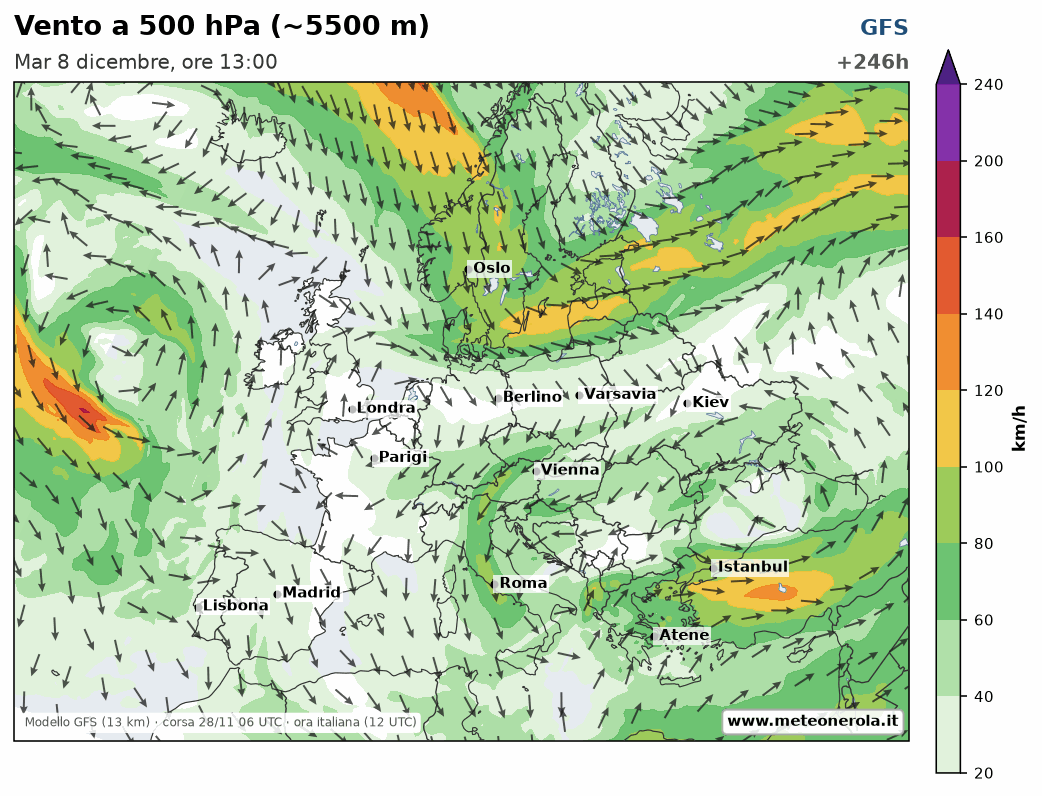 Vento a 500 hPa (~5500 m)
GFS
Mar 8 dicembre, ore 13:00
+246h
240
200
160
140
120
100
80
60
40
20
km/h
Oslo
Berlino
Varsavia
Kiev
Londra
Parigi
Vienna
Istanbul
Roma
Madrid
Lisbona
Atene
Modello GFS (13 km) · corsa 28/11 06 UTC · ora italiana (12 UTC)
www.meteonerola.it